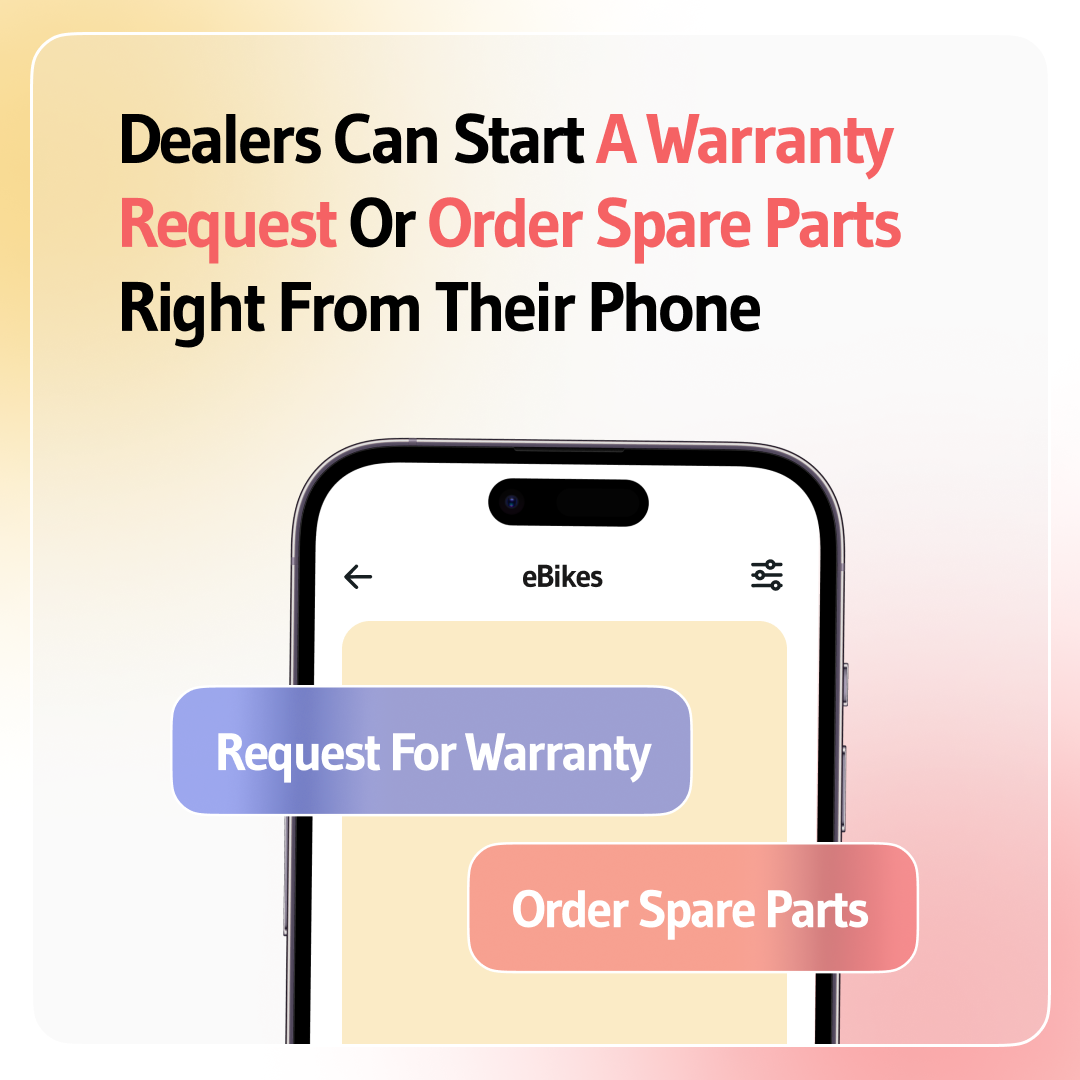 Dealers Can Start A Warranty
Request Or Order Spare Parts
Right From Their Phone
eBikes
Request For Warranty
Order Spare Parts